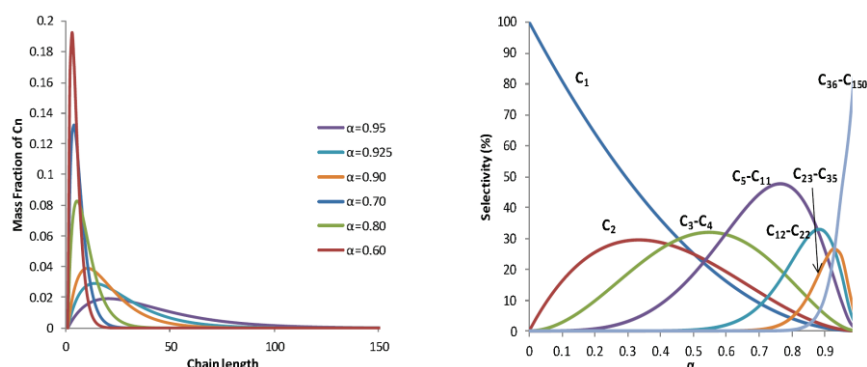 0.2
0.18
0.16
0.14
0.12
0.1
0.08
0.06
0.04
0.02
0
Mass Fraction of Cn
0 50 100 150
Chain length
α=0.95
α=0.925
α=0.90
α=0.70
α=0.80
α=0.60
100
90
80
70
60
50
40
30
20
10
0
Selectivity (%)
0 0.1 0.2 0.3 0.4 0.5 0.6 0.7 0.8 0.9
α
C₁
C₂
C₃-C₄
C₅-C₁₁
C₁₂-C₂₂
C₂₃-C₃₅
C₃₆-C₁₅₀